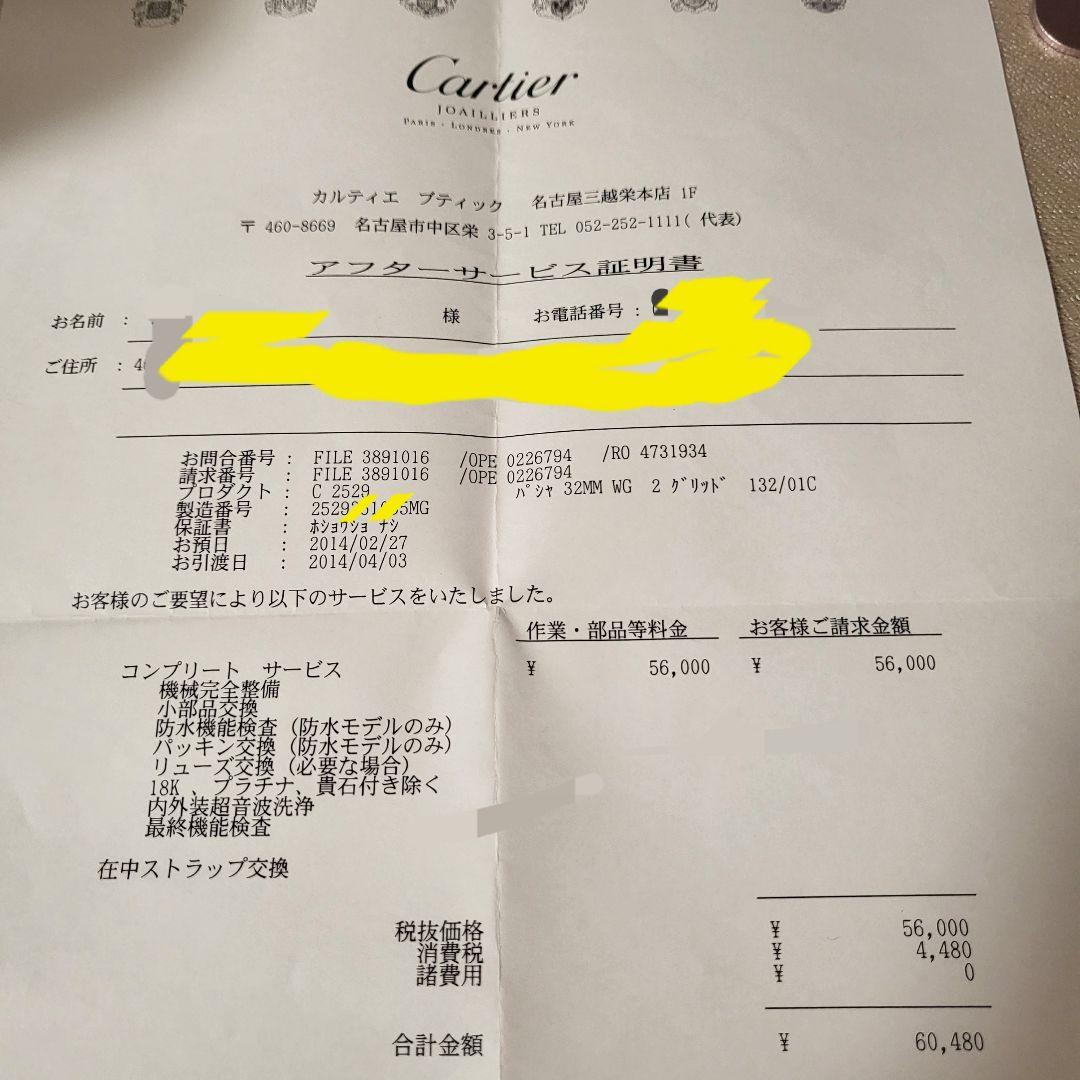 Cartier
JOAILLIERS
PARIS - LONDRES - NEW YORK
カルティエ ブティック 名古屋三越栄本店 1F
〒 460-8669 名古屋市中区栄 3-5-1 TEL 052-252-1111( 代表)
アフターサービス証明書
お名前 : 様 お電話番号 :
ご住所 : 4
お問合番号 : FILE 3891016 /OPE 0226794 /RO 4731934
請求番号 : FILE 3891016 /OPE 0226794
プロダクト : C 2529 パシャ 32MM WG 2 グリッド 132/01C
製造番号 : 2529 5MG
保証書 : ホショウショ ナシ
お預日 : 2014/02/27
お引渡日 : 2014/04/03
お客様のご要望により以下のサービスをいたしました。
作業・部品等料金 お客様ご請求金額
コンプリート サービス ¥ 56,000 ¥ 56,000
機械完全整備
小部品交換
防水機能検査 (防水モデルのみ)
パッキン交換 (防水モデルのみ)
リューズ交換 (必要な場合)
18K 、プラチナ、貴石付き除く
内外装超音波洗浄
最終機能検査
在中ストラップ交換
税抜価格 ¥ 56,000
消費税 ¥ 4,480
諸費用 ¥ 0
合計金額 ¥ 60,480